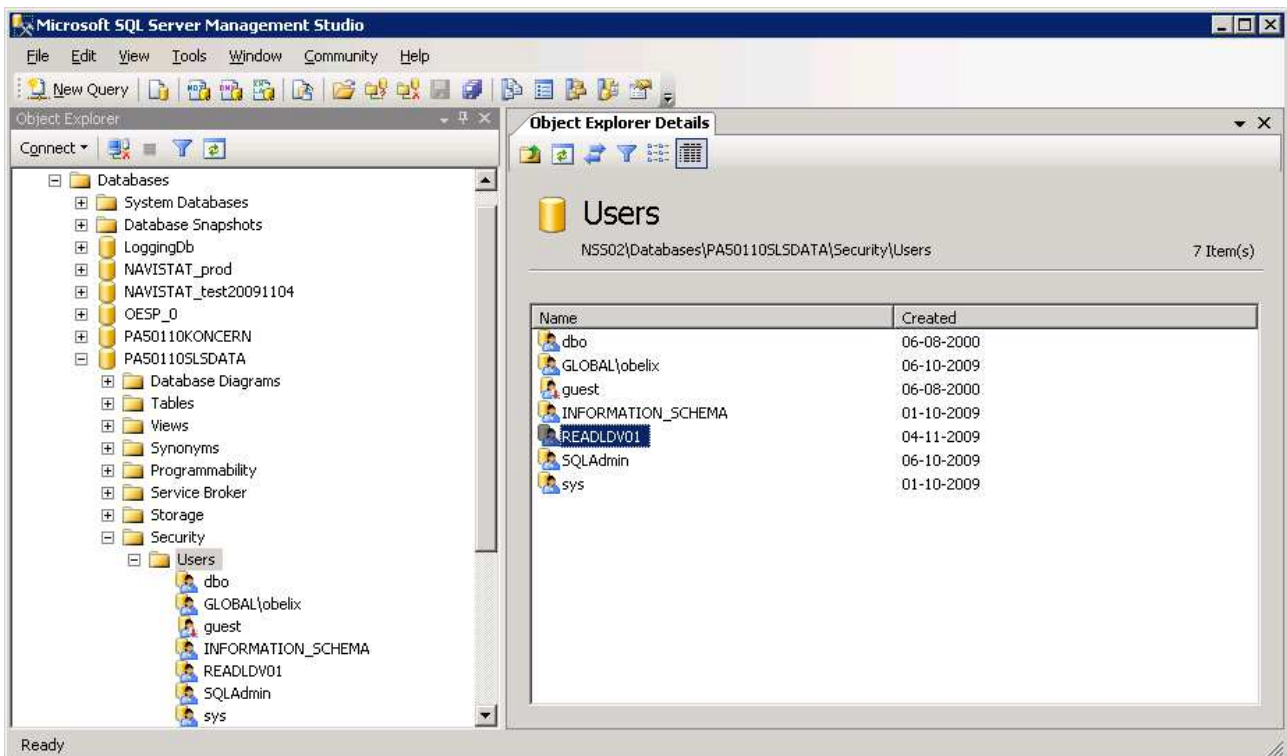 Microsoft SQL Server Management Studio
File Edit View Tools Window Community Help
New Query
Object Explorer
Connect
Databases
System Databases
Database Snapshots
LoggingDb
NAVISTAT_prod
NAVISTAT_test20091104
OESP_0
PA50110KONCERN
PA50110SLSDATA
Database Diagrams
Tables
Views
Synonyms
Programmability
Service Broker
Storage
Security
Users
dbo
GLOBAL\obelix
guest
INFORMATION_SCHEMA
READLDV01
SQLAdmin
sys
Object Explorer Details
Users
NSS02\Databases\PA50110SLSDATA\Security\Users 7 Item(s)
Name Created
dbo 06-08-2000
GLOBAL\obelix 06-10-2009
guest 06-08-2000
INFORMATION_SCHEMA 01-10-2009
READLDV01 04-11-2009
SQLAdmin 06-10-2009
sys 01-10-2009
Ready